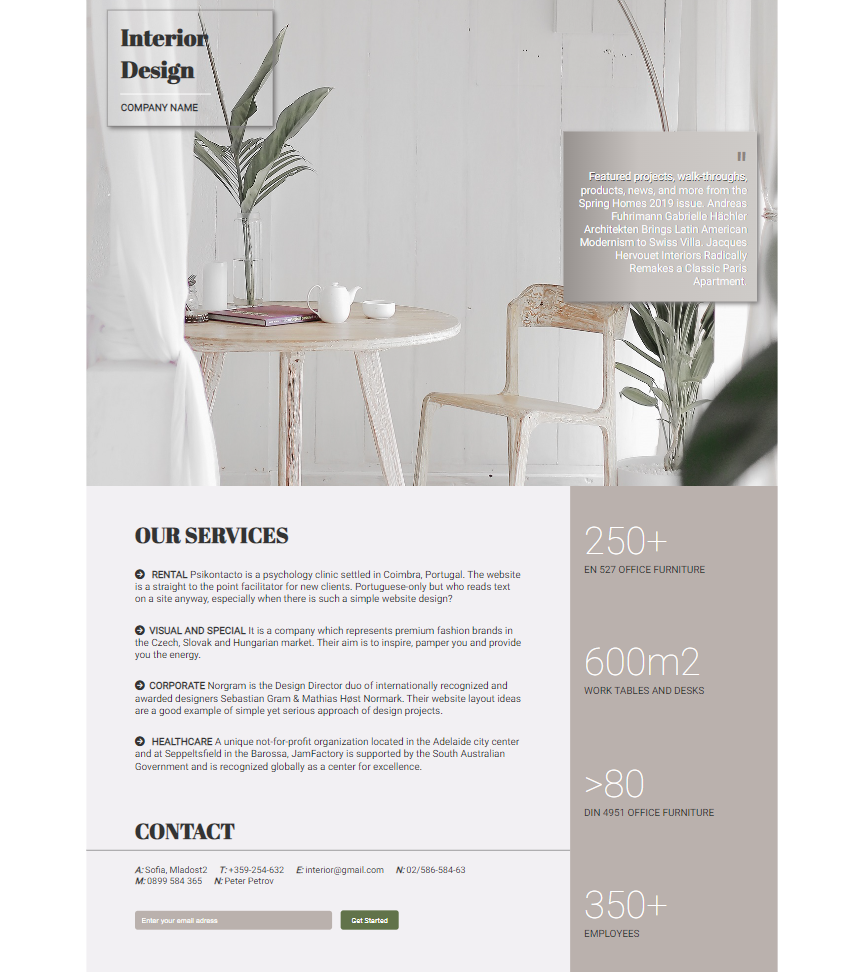 Interior
Design
COMPANY NAME
"
Featured projects, walk-throughs,
products, news, and more from the
Spring Homes 2019 issue. Andreas
Fuhrimann Gabrielle Hächler
Architekten Brings Latin American
Modernism to Swiss Villa. Jacques
Hervouet Interiors Radically
Remakes a Classic Paris
Apartment
OUR SERVICES
RENTAL Psikontacto is a psychology clinic settled in Coimbra, Portugal. The website
is a straight to the point facilitator for new clients. Portuguese-only but who reads text
on a site anyway, especially when there is such a simple website design?
VISUAL AND SPECIAL It is a company which represents premium fashion brands in
the Czech, Slovak and Hungarian market. Their aim is to inspire, pamper you and provide
you the energy.
CORPORATE Norgram is the Design Director duo of internationally recognized and
awarded designers Sebastian Gram & Mathias Høst Normark. Their website layout ideas
are a good example of simple yet serious approach of design projects.
HEALTHCARE A unique not-for-profit organization located in the Adelaide city center
and at Seppeltsfield in the Barossa, JamFactory is supported by the South Australian
Government and is recognized globally as a center for excellence.
CONTACT
A: Sofia, Mladost2 T: +359-254-632 E: interior@gmail.com N: 02/586-584-63
M: 0899 584 365 N: Peter Petrov
Enter your email adress
Get Started
250+
EN 527 OFFICE FURNITURE
600m2
WORK TABLES AND DESKS
>80
DIN 4951 OFFICE FURNITURE
350+
EMPLOYEES